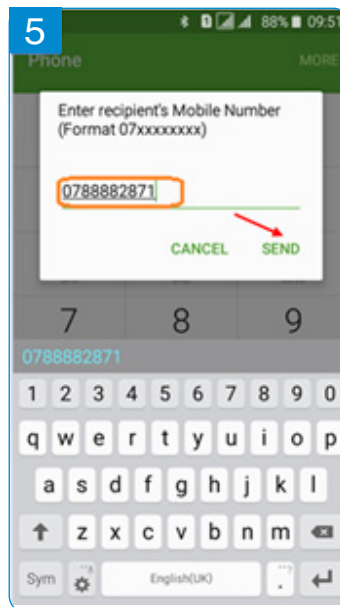 5
88% 09:51
Phone MORE
Enter recipient's Mobile Number
(Format 07xxxxxxxx)
0788882871
CANCEL SEND
7 8 9
0788882871
1 2 3 4 5 6 7 8 9 0
q w e r t y u i o p
a s d f g h j k l
z x c v b n m
Sym English(UK) .